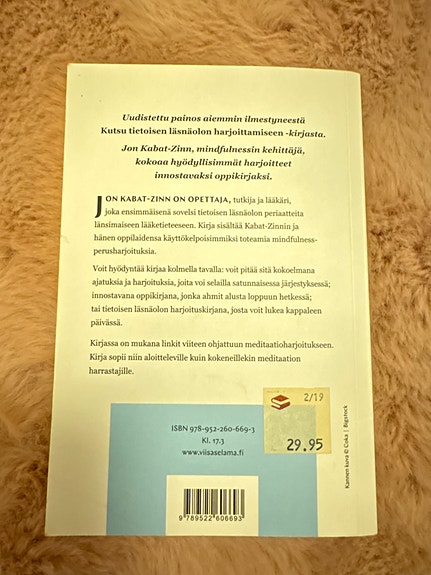 Uudistettu painos aiemmin ilmestyneestä
Kutsu tietoisen läsnäolon harjoittamiseen -kirjasta.
Jon Kabat-Zinn, mindfulnessin kehittäjä,
kokoaa hyödyllisimmät harjoitteet
innostavaksi oppikirjaksi.
JON KABAT-ZINN ON OPETTAJA, tutkija ja lääkäri,
joka ensimmäisenä sovelsi tietoisen läsnäolon periaatteita
länsimaiseen lääketieteeseen. Kirja sisältää Kabat-Zinnin ja
hänen oppilaidensa käyttökelpoisimmiksi toteamia mindfulness-
perusharjoituksia.
Voit hyödyntää kirjaa kolmella tavalla: voit pitää sitä kokoelmana
ajatuksia ja harjoituksia, joita voi selailla satunnaisessa järjestyksessä;
innostavana oppikirjana, jonka ahmit alusta loppuun hetkessä;
tai tietoisen läsnäolon harjoituskirjana, josta voit lukea kappaleen
päivässä.
Kirjassa on mukana linkit viiteen ohjattuun meditaatioharjoitukseen.
Kirja sopii niin aloitteleville kuin kokeneillekin meditaation
harrastajille.
2/19
29.95
ISBN 978-952-260-669-3
Kl. 17.3
www.viisaselama.fi
9 789522 606693
Kannen kuva © Coka | Bigstock